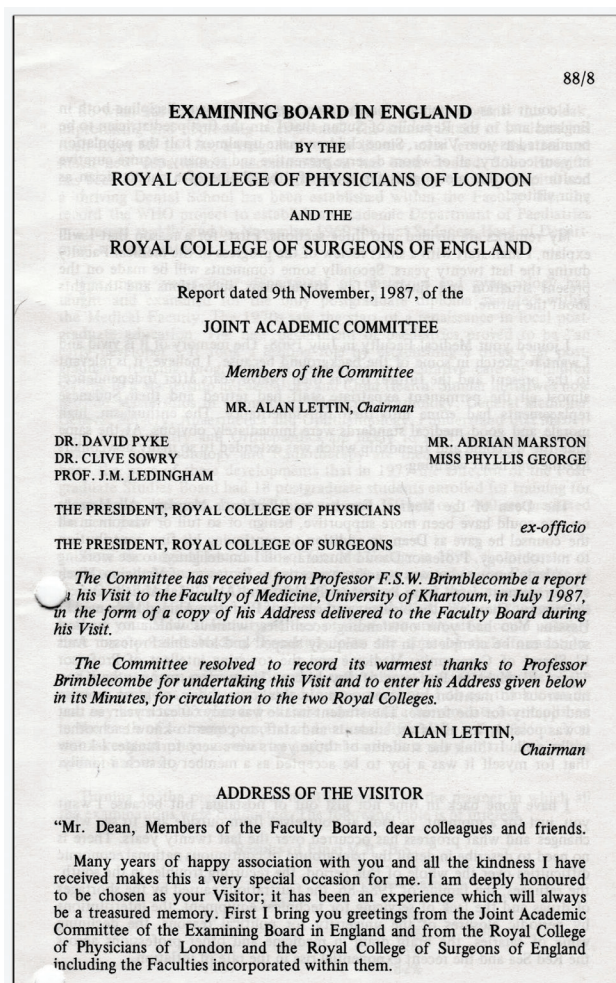 88/8
EXAMINING BOARD IN ENGLAND
BY THE
ROYAL COLLEGE OF PHYSICIANS OF LONDON
AND THE
ROYAL COLLEGE OF SURGEONS OF ENGLAND
Report dated 9th November, 1987, of the
JOINT ACADEMIC COMMITTEE
Members of the Committee
MR. ALAN LETTIN, Chairman
DR. DAVID PYKE MR. ADRIAN MARSTON
DR. CLIVE SOWRY MISS PHYLLIS GEORGE
PROF. J.M. LEDINGHAM
THE PRESIDENT, ROYAL COLLEGE OF PHYSICIANS
ex-officio
THE PRESIDENT, ROYAL COLLEGE OF SURGEONS
The Committee has received from Professor F.S.W. Brimblecombe a report
his Visit to the Faculty of Medicine, University of Khartoum, in July 1987,
in the form of a copy of his Address delivered to the Faculty Board during
his Visit.
The Committee resolved to record its warmest thanks to Professor
Brimblecombe for undertaking this Visit and to enter his Address given below
in its Minutes, for circulation to the two Royal Colleges.
ALAN LETTIN,
Chairman
ADDRESS OF THE VISITOR
“Mr. Dean, Members of the Faculty Board, dear colleagues and friends.
Many years of happy association with you and all the kindness I have
received makes this a very special occasion for me. I am deeply honoured
to be chosen as your Visitor; it has been an experience which will always
be a treasured memory. First I bring you greetings from the Joint Academic
Committee of the Examining Board in England and from the Royal College
of Physicians of London and the Royal College of Surgeons of England
including the Faculties incorporated within them.